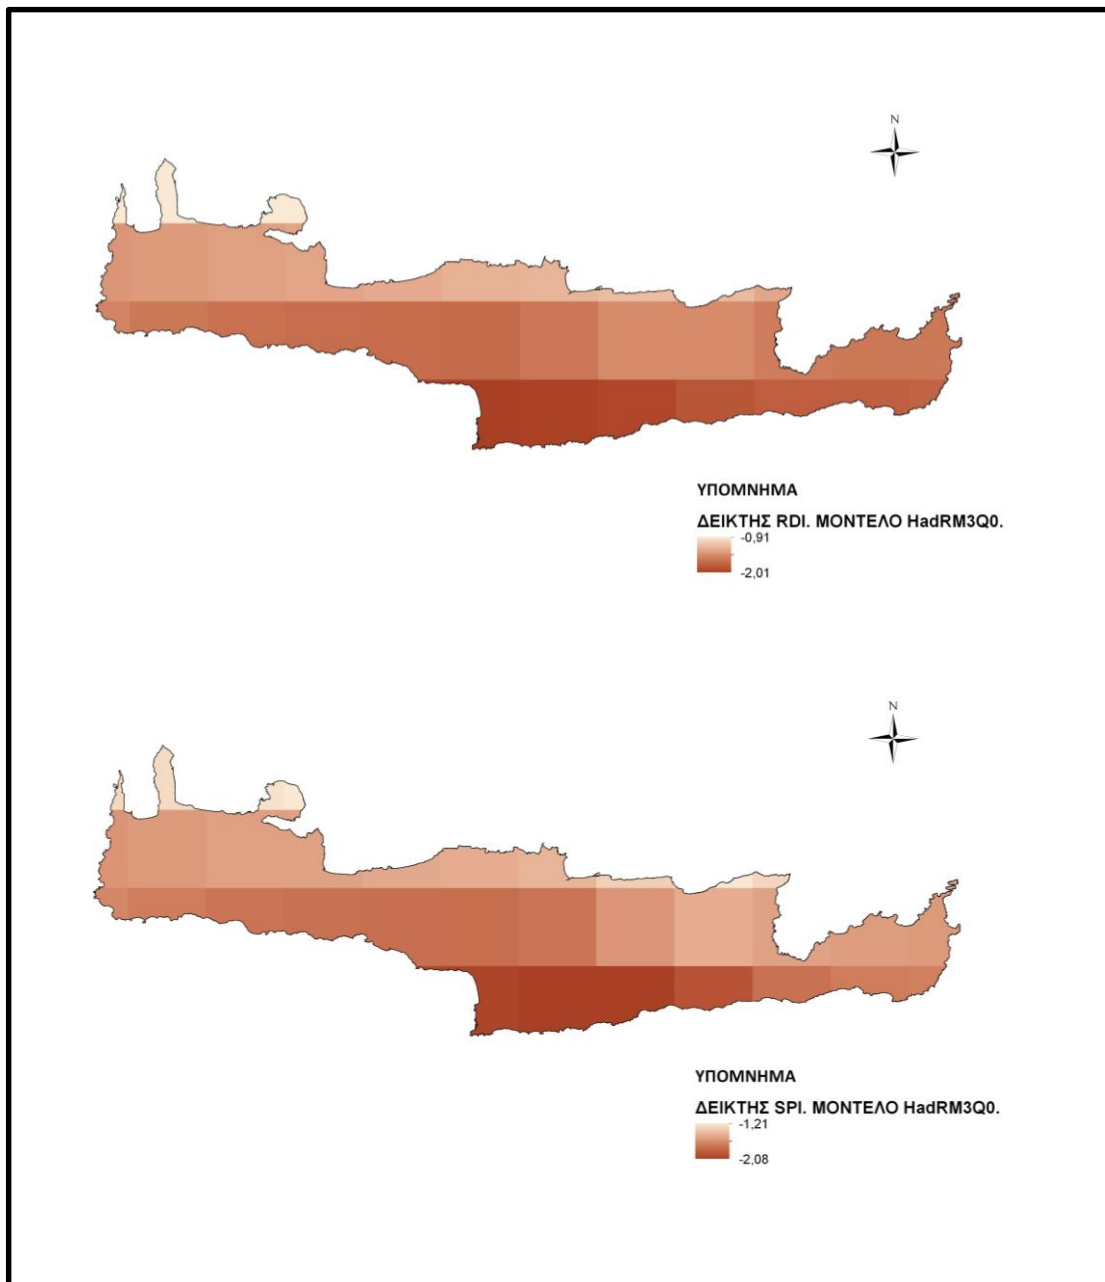 N
ΥΠΟΜΝΗΜΑ
ΔΕΙΚΤΗΣ RDI. ΜΟΝΤΕΛΟ HadRM3Q0.
-0,91
-2,01
N
ΥΠΟΜΝΗΜΑ
ΔΕΙΚΤΗΣ SPI. ΜΟΝΤΕΛΟ HadRM3Q0.
-1,21
-2,08